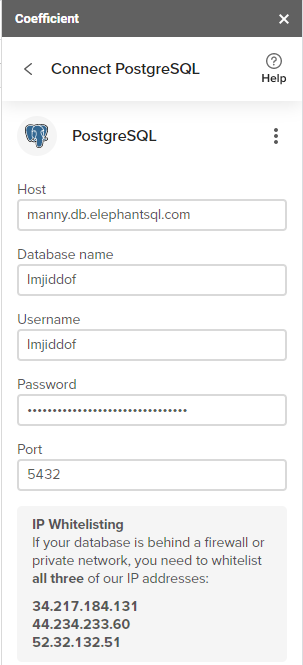 Coefficient
Connect PostgreSQL
Help
PostgreSQL
Host
manny.db.elephantsql.com
Database name
lmjiddof
Username
lmjiddof
Password
••••••••••••••••••••••••••••••••
Port
5432
IP Whitelisting
If your database is behind a firewall or
private network, you need to whitelist
all three of our IP addresses:
34.217.184.131
44.234.233.60
52.32.132.51